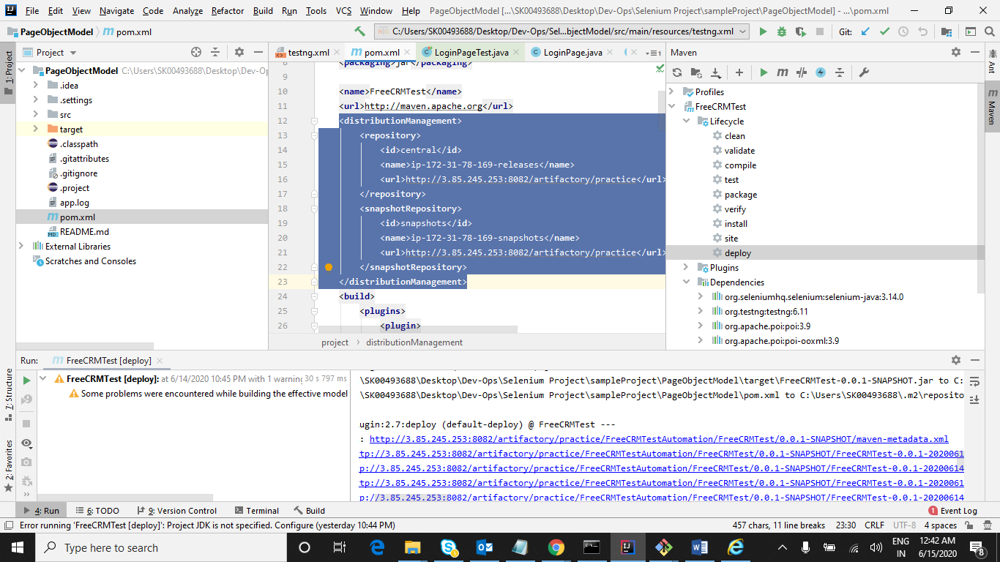 File Edit View Navigate Code Analyze Refactor Build Run Tools VCS Window Help PageObjectModel [...\SK00493688\Desktop\Dev-Ops\Selenium Project\sampleProject\PageObjectModel] - ...\pom.xml
PageObjectModel pom.xml
C:/Users/SK00493688/Desktop/Dev-Ops/Sel...bjectModel/src/main/resources/testng.xml
Git:
1: Project
7: Structure
2: Favorites
Project
PageObjectModel C:\Users\SK00493688\Desktop\Dev-Op
.idea
.settings
src
target
.classpath
.gitattributes
.gitignore
.project
app.log
pom.xml
README.md
External Libraries
Scratches and Consoles
testng.xml pom.xml LoginPageTest.java LoginPage.java
8 <packaging>jar</packaging>
9
10 <name>FreeCRMTest</name>
11 <url>http://maven.apache.org</url>
12 <distributionManagement>
13 <repository>
14 <id>central</id>
15 <name>ip-172-31-78-169-releases</name>
16 <url>http://3.85.245.253:8082/artifactory/practice</url>
17 </repository>
18 <snapshotRepository>
19 <id>snapshots</id>
20 <name>ip-172-31-78-169-snapshots</name>
21 <url>http://3.85.245.253:8082/artifactory/practice</url>
22 </snapshotRepository>
23 </distributionManagement>
24 <build>
25 <plugins>
26 <plugin>
project distributionManagement
Maven
Profiles
FreeCRMTest
Lifecycle
clean
validate
compile
test
package
verify
install
site
deploy
Plugins
Dependencies
org.seleniumhq.selenium:selenium-java:3.14.0
org.testng:testng:6.11
org.apache.poi:poi:3.9
org.apache.poi:poi-ooxml:3.9
Ant
Maven
Run: FreeCRMTest [deploy]
FreeCRMTest [deploy]: at 6/14/2020 10:45 PM with 1 warning 30 s 797 ms
Some problems were encountered while building the effective model
\SK00493688\Desktop\Dev-Ops\Selenium Project\sampleProject\PageObjectModel\target\FreeCRMTest-0.0.1-SNAPSHOT.jar to C:
\SK00493688\Desktop\Dev-Ops\Selenium Project\sampleProject\PageObjectModel\pom.xml to C:\Users\SK00493688\.m2\reposito
ugin:2.7:deploy (default-deploy) @ FreeCRMTest ---
: http://3.85.245.253:8082/artifactory/practice/FreeCRMTestAutomation/FreeCRMTest/0.0.1-SNAPSHOT/maven-metadata.xml
tp://3.85.245.253:8082/artifactory/practice/FreeCRMTestAutomation/FreeCRMTest/0.0.1-SNAPSHOT/FreeCRMTest-0.0.1-2020061
p://3.85.245.253:8082/artifactory/practice/FreeCRMTestAutomation/FreeCRMTest/0.0.1-SNAPSHOT/FreeCRMTest-0.0.1-20200614
tp://3.85.245.253:8082/artifactory/practice/FreeCRMTestAutomation/FreeCRMTest/0.0.1-SNAPSHOT/FreeCRMTest-0.0.1-2020061
p://3.85.245.253:8082/artifactory/practice/FreeCRMTestAutomation/FreeCRMTest/0.0.1-SNAPSHOT/FreeCRMTest-0.0.1-20200614
4: Run 6: TODO 9: Version Control Terminal Build 1 Event Log
Error running 'FreeCRMTest [deploy]': Project JDK is not specified. Configure (yesterday 10:44 PM) 457 chars, 11 line breaks 23:30 CRLF UTF-8 4 spaces
Type here to search
ENG
IN
12:42 AM
6/15/2020
8